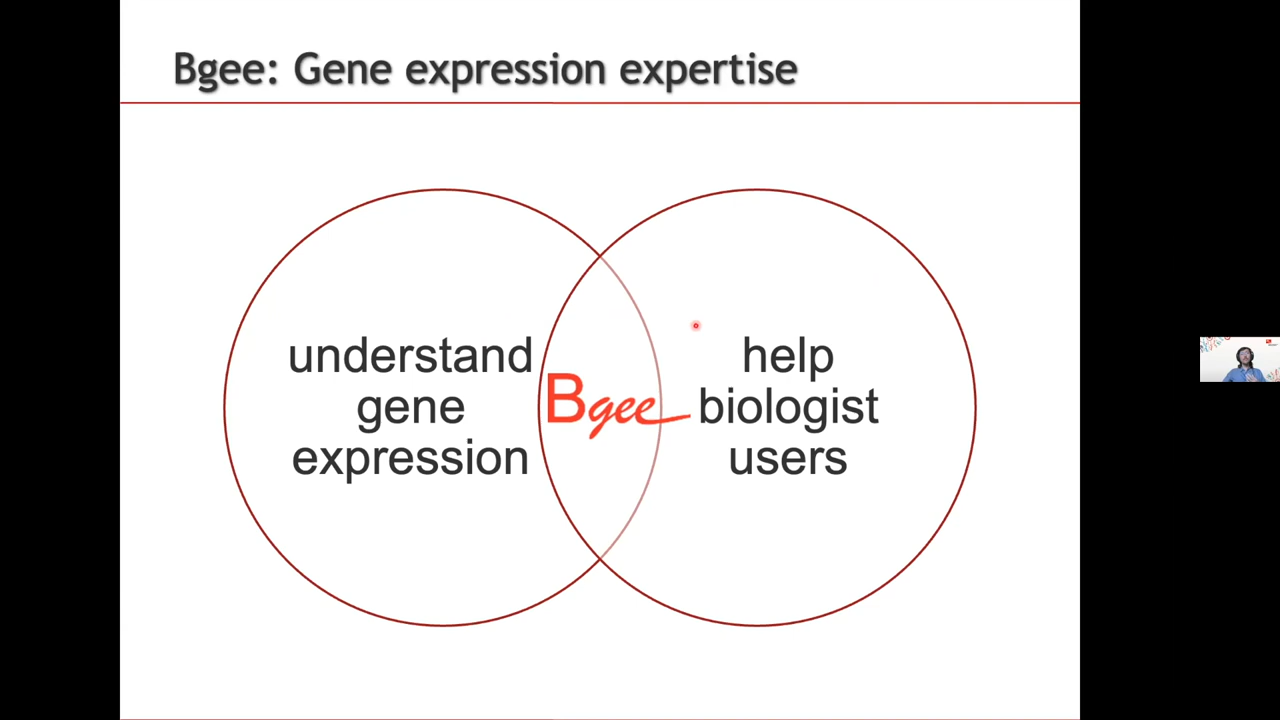 Bgee: Gene expression expertise
understand
gene
expression
Bgee
help
biologist
users